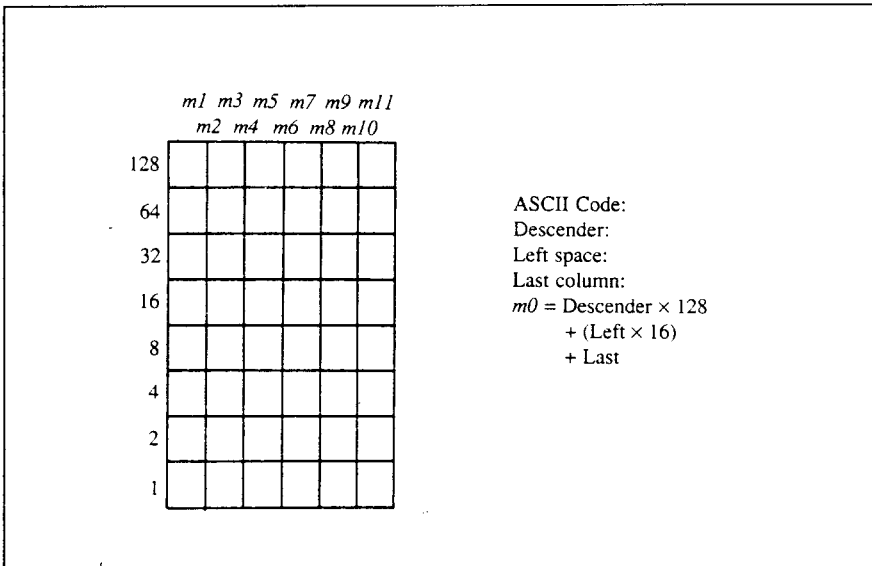 m1 m3 m5 m7 m9 m11
m2 m4 m6 m8 m10
128
64
32
16
8
4
2
1
ASCII Code:
Descender:
Left space:
Last column:
m0 = Descender × 128
+ (Left × 16)
+ Last